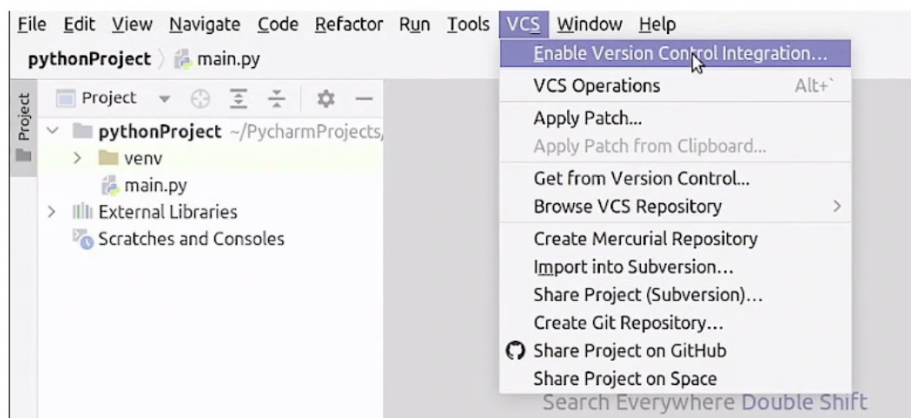 File Edit View Navigate Code Refactor Run Tools VCS Window Help
pythonProject main.py
Project
Project
pythonProject ~/PycharmProjects/
venv
main.py
External Libraries
Scratches and Consoles
Enable Version Control Integration...
VCS Operations Alt+`
Apply Patch...
Apply Patch from Clipboard...
Get from Version Control...
Browse VCS Repository
Create Mercurial Repository
Import into Subversion...
Share Project (Subversion)...
Create Git Repository...
Share Project on GitHub
Share Project on Space
Search Everywhere Double Shift